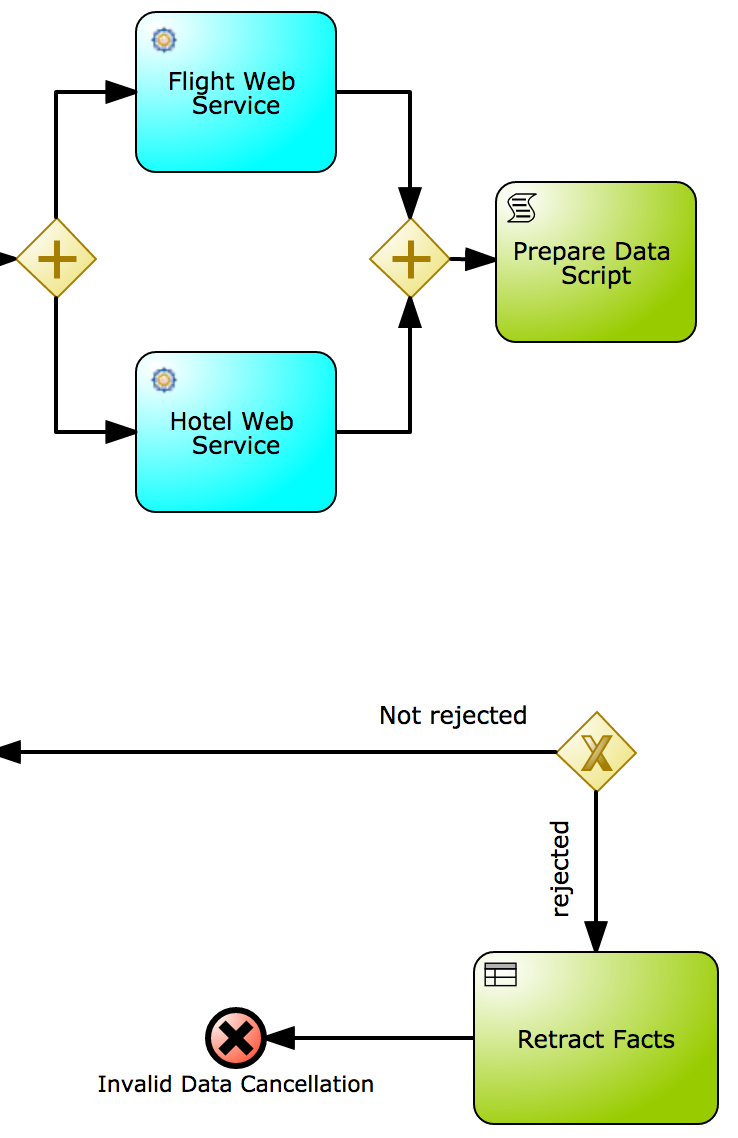 Flight Web
Service
Prepare Data
Script
Hotel Web
Service
Not rejected
rejected
Retract Facts
Invalid Data Cancellation